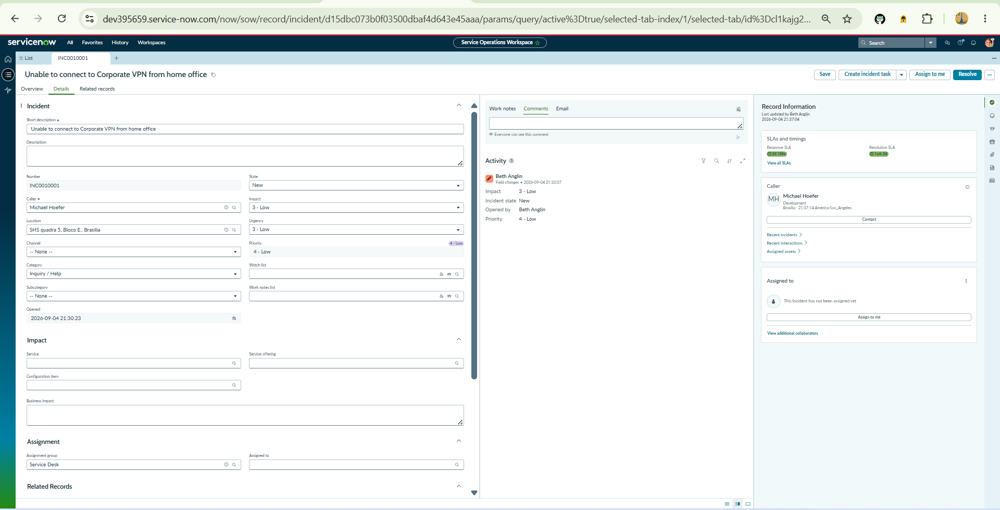 dev395659.service-now.com/now/sow/record/incident/d15dbc073b0f03500dbaf4d643e45aaa/params/query/active%3Dtrue/selected-tab-index/1/selected-tab/id%3Dcl1kajg2...
servicenow All Favorites History Workspaces Service Operations Workspace Search
List INC0010001
Unable to connect to Corporate VPN from home office
Save Create incident task Assign to me Resolve
Overview Details Related records
Incident
Short description
Unable to connect to Corporate VPN from home office
Description
Number
INC0010001
State
New
Caller
Michael Hoefer
Impact
3 - Low
Location
SHS quadra 5, Bloco E., Brasilia
Urgency
3 - Low
Channel
-- None --
Priority 4 - Low
4 - Low
Category
Inquiry / Help
Watch list
Subcategory
-- None --
Work notes list
Opened
2026-09-04 21:30:23
Impact
Service
Service offering
Configuration item
Business impact
Assignment
Assignment group
Service Desk
Assigned to
Related Records
Work notes Comments Email
Everyone can see this comment
Activity 1
Beth Anglin
Field changes • 2026-09-04 21:32:07
Impact 3 - Low
Incident state New
Opened by Beth Anglin
Priority 4 - Low
Record Information
Last updated by Beth Anglin
2026-09-04 21:37:04
SLAs and timings
Response SLA Resolution SLA
2d 18hr 1wk 2d
View all SLAs
Caller
MH Michael Hoefer
Development
Brasilia - 21:37:14 America/Los_Angeles
Contact
Recent incidents
Recent interactions
Assigned assets
Assigned to
This Incident has not been assigned yet
Assign to me
View additional collaborators